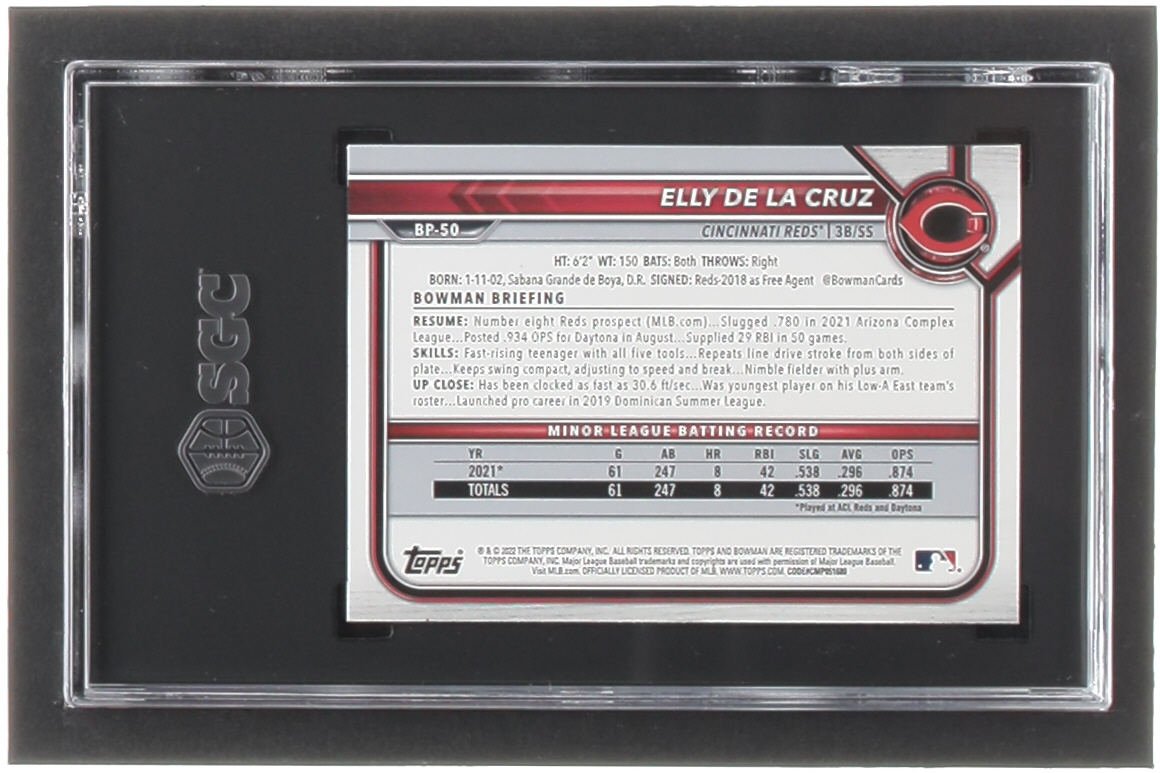 SGC
ELLY DE LA CRUZ
BP-50
CINCINNATI REDS® | 3B/SS
HT: 6'2" WT: 150 BATS: Both THROWS: Right
BORN: 1-11-02, Sabana Grande de Boya, D.R. SIGNED: Reds-2018 as Free Agent @BowmanCards
BOWMAN BRIEFING
RESUME: Number eight Reds prospect (MLB.com)...Slugged .780 in 2021 Arizona Complex
League...Posted .934 OPS for Daytona in August...Supplied 29 RBI in 50 games.
SKILLS: Fast-rising teenager with all five tools...Repeats line drive stroke from both sides of
plate...Keeps swing compact, adjusting to speed and break...Nimble fielder with plus arm.
UP CLOSE: Has been clocked as fast as 30.6 ft/sec...Was youngest player on his Low-A East team's
roster...Launched pro career in 2019 Dominican Summer League.
MINOR LEAGUE BATTING RECORD
YR G AB HR RBI SLG AVG OPS
2021* 61 247 8 42 .538 .296 .874
TOTALS 61 247 8 42 .538 .296 .874
*Played at ACL Reds and Daytona
Topps
® & © 2022 THE TOPPS COMPANY, INC. ALL RIGHTS RESERVED. TOPPS AND BOWMAN ARE REGISTERED TRADEMARKS OF THE
TOPPS COMPANY, INC. Major League Baseball trademarks and copyrights are used with permission of Major League Baseball.
Visit MLB.com. OFFICIALLY LICENSED PRODUCT OF MLB. WWW.TOPPS.COM. CODE#CMP051680